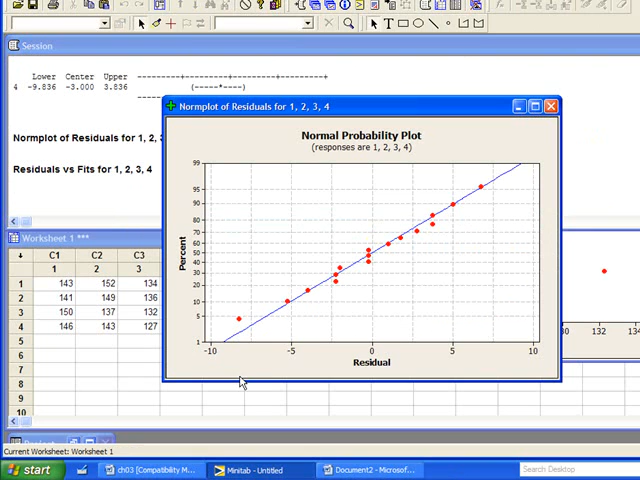 Session
Lower Center Upper ---------+---------+---------+---------+
4 -9.836 -3.000 3.836 (-----*----)
Normplot of Residuals for 1, 2, 3
Residuals vs Fits for 1, 2, 3, 4
Normplot of Residuals for 1, 2, 3, 4
Normal Probability Plot
(responses are 1, 2, 3, 4)
99
95
90
80
70
60
50
40
30
20
10
5
1
Percent
-10 -5 0 5 10
Residual
Worksheet 1 ***
C1 C2 C3
1 2 3
1 143 152 134
2 141 149 136
3 150 137 132
4 146 143 127
5
6
7
8
9
10
132 134
Current Worksheet: Worksheet 1
start
ch03 [Compatibility M...
Minitab - Untitled
Document2 - Microsof...
Search Desktop